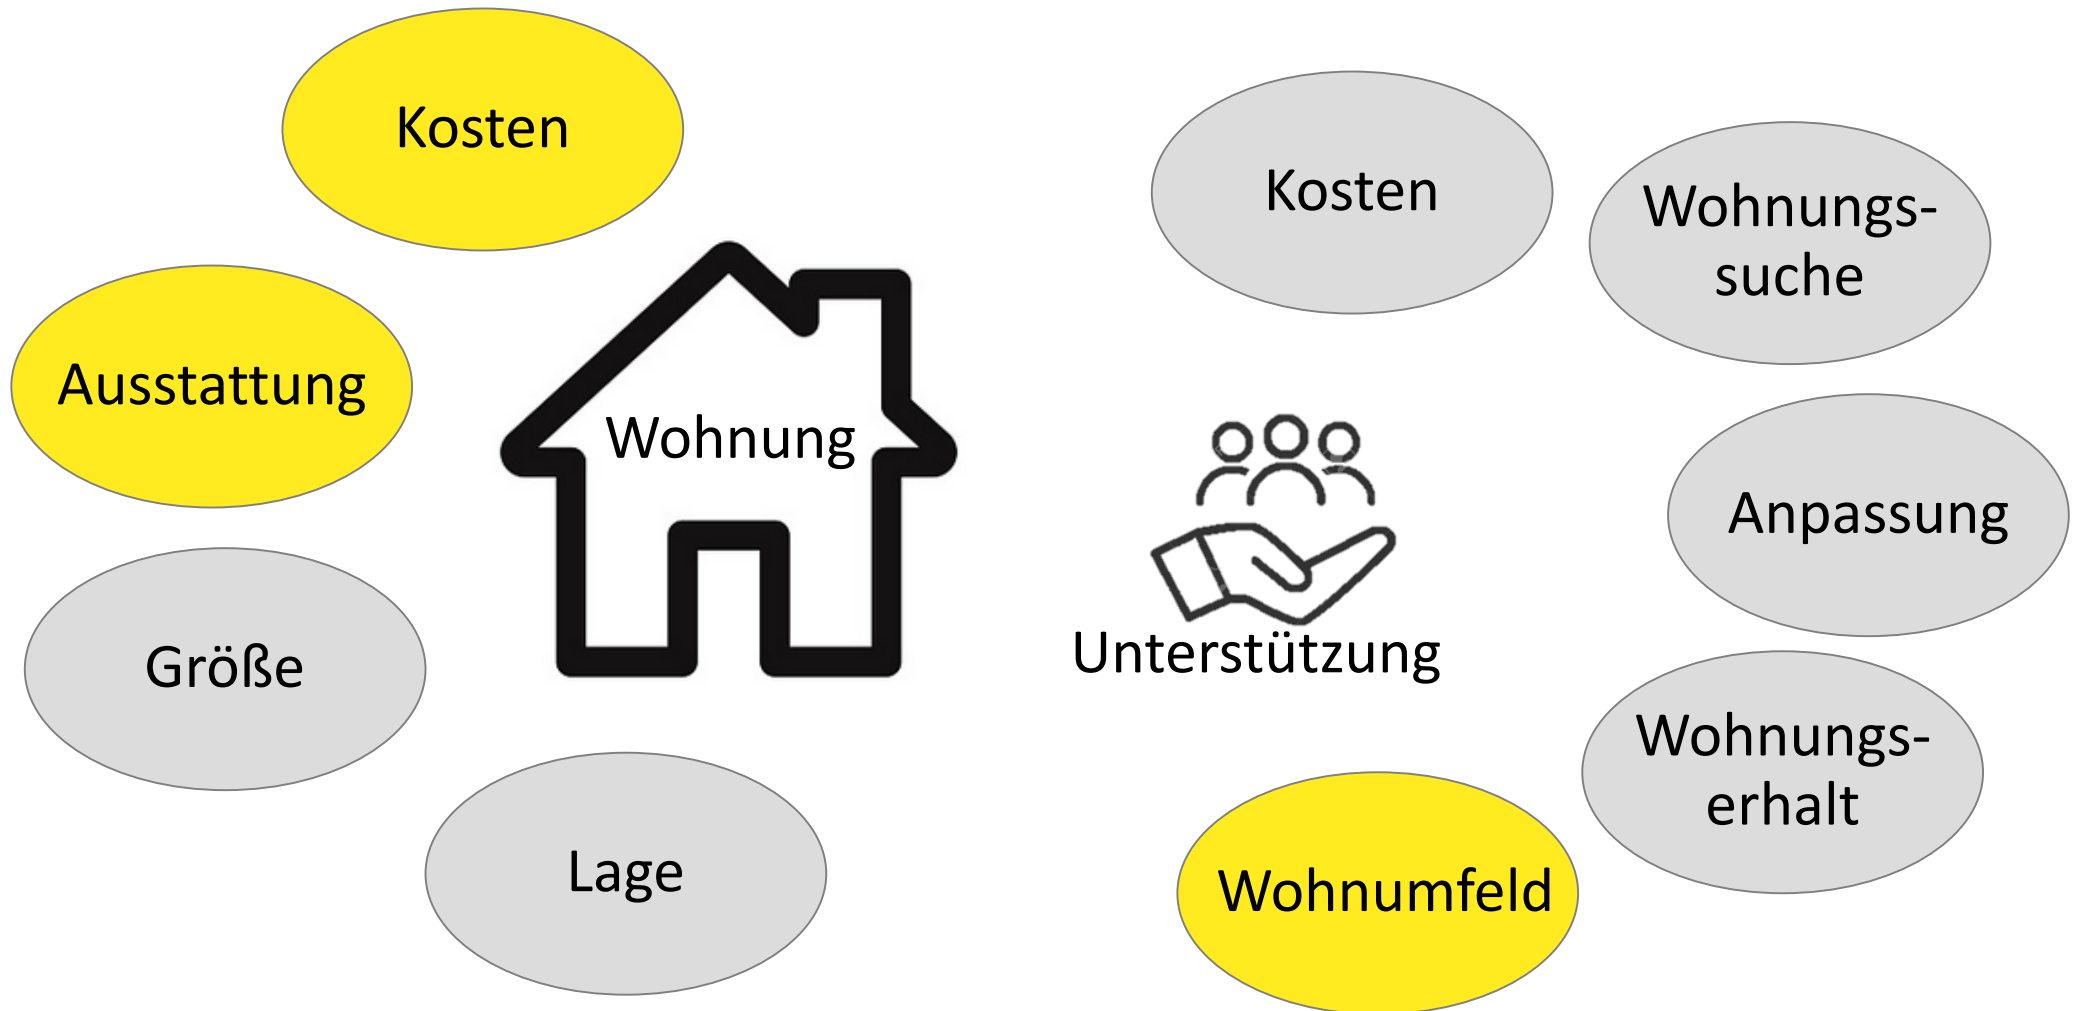 Kosten
Ausstattung
Größe
Lage
Wohnung
Unterstützung
Kosten
Wohnungs-
suche
Anpassung
Wohnungs-
erhalt
Wohnumfeld